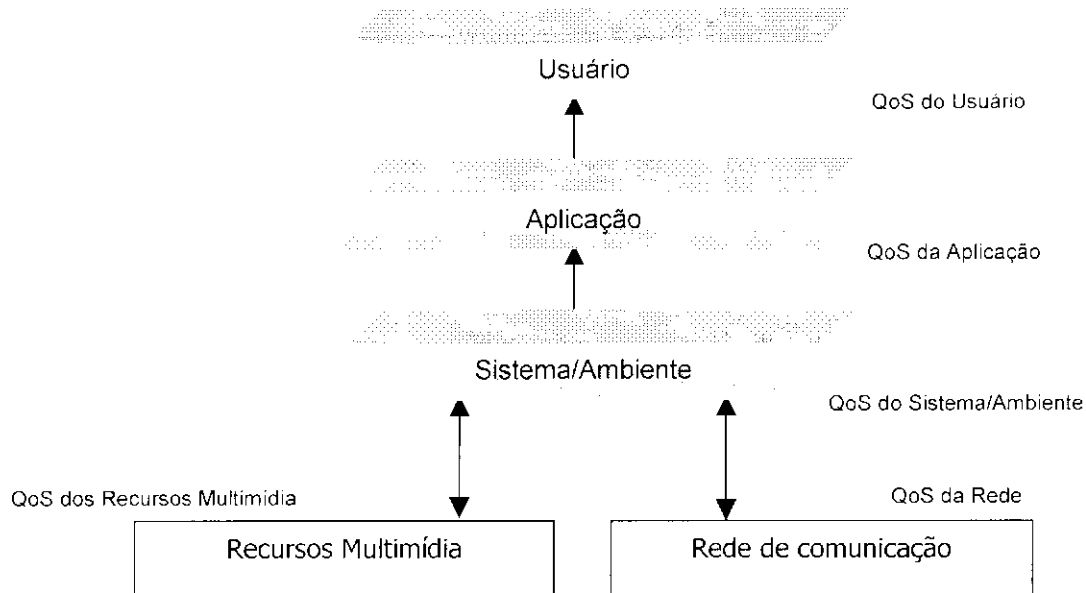 Usuário
QoS do Usuário
Aplicação
QoS da Aplicação
Sistema/Ambiente
QoS do Sistema/Ambiente
QoS dos Recursos Multimídia
QoS da Rede
Recursos Multimídia
Rede de comunicação